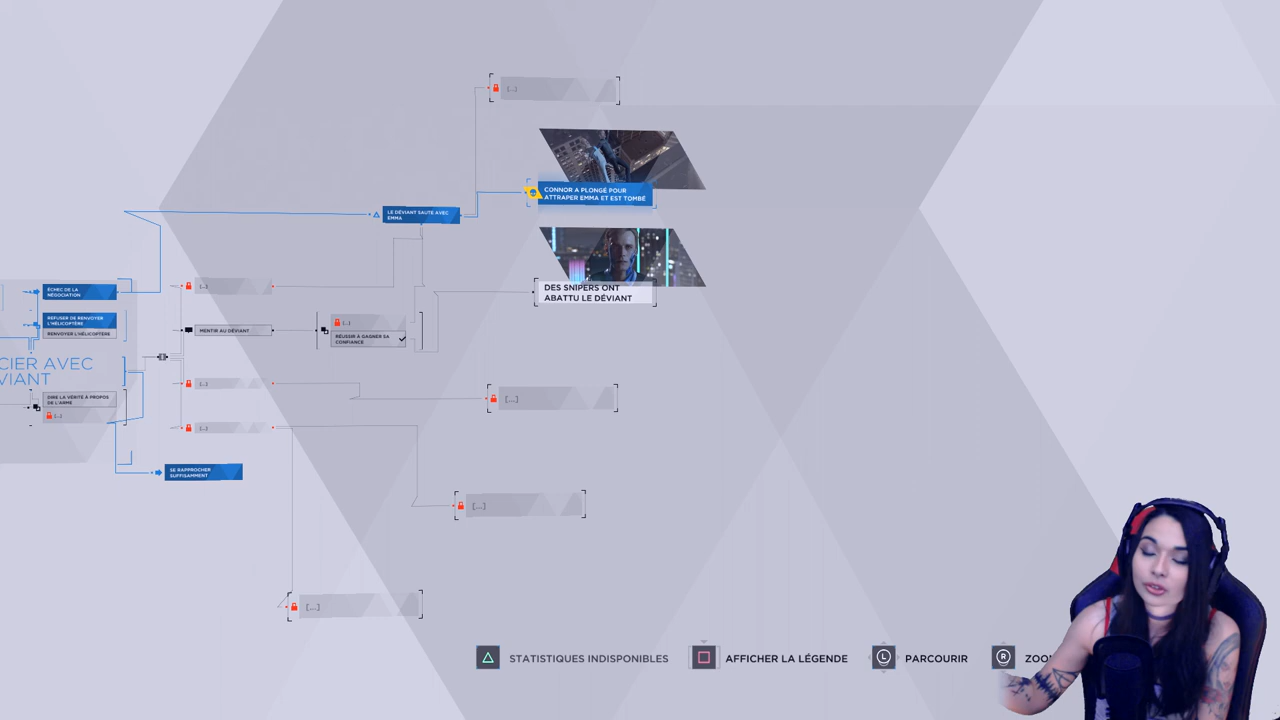 [...]
CONNOR A PLONGÉ POUR
ATTRAPER EMMA ET EST TOMBÉ
LE DÉVIANT SAUTE AVEC
EMMA
DES SNIPERS ONT
ABATTU LE DÉVIANT
ÉCHEC DE LA
NÉGOCIATION
[...]
REFUSER DE RENVOYER
L'HÉLICOPTÈRE
RENVOYER L'HÉLICOPTÈRE
MENTIR AU DÉVIANT
[...]
RÉUSSIR À GAGNER SA
CONFIANCE
CIER AVEC
VIANT
[...]
[...]
DIRE LA VÉRITÉ À PROPOS
DE L'ARME
[...]
[...]
SE RAPPROCHER
SUFFISAMMENT
[...]
[...]
STATISTIQUES INDISPONIBLES
AFFICHER LA LÉGENDE
L
PARCOURIR
R
ZOO